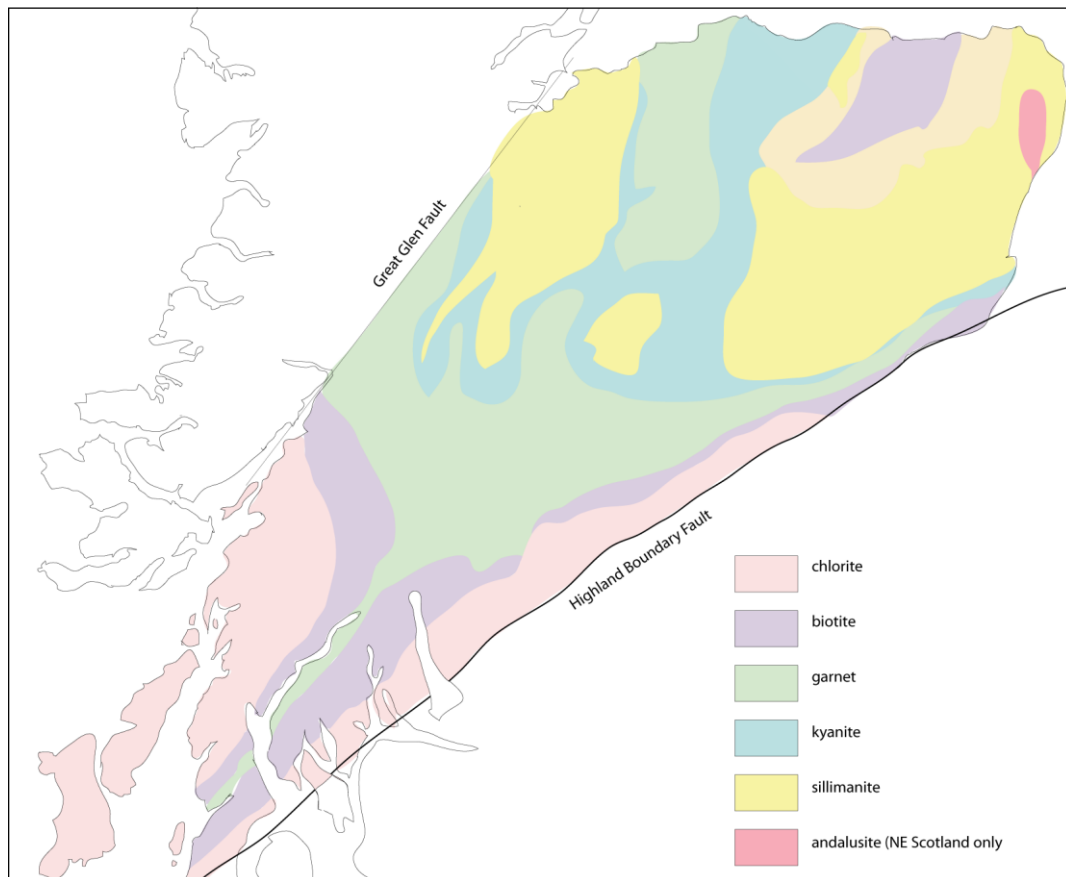 Great Glen Fault
Highland Boundary Fault
chlorite
biotite
garnet
kyanite
sillimanite
andalusite (NE Scotland only